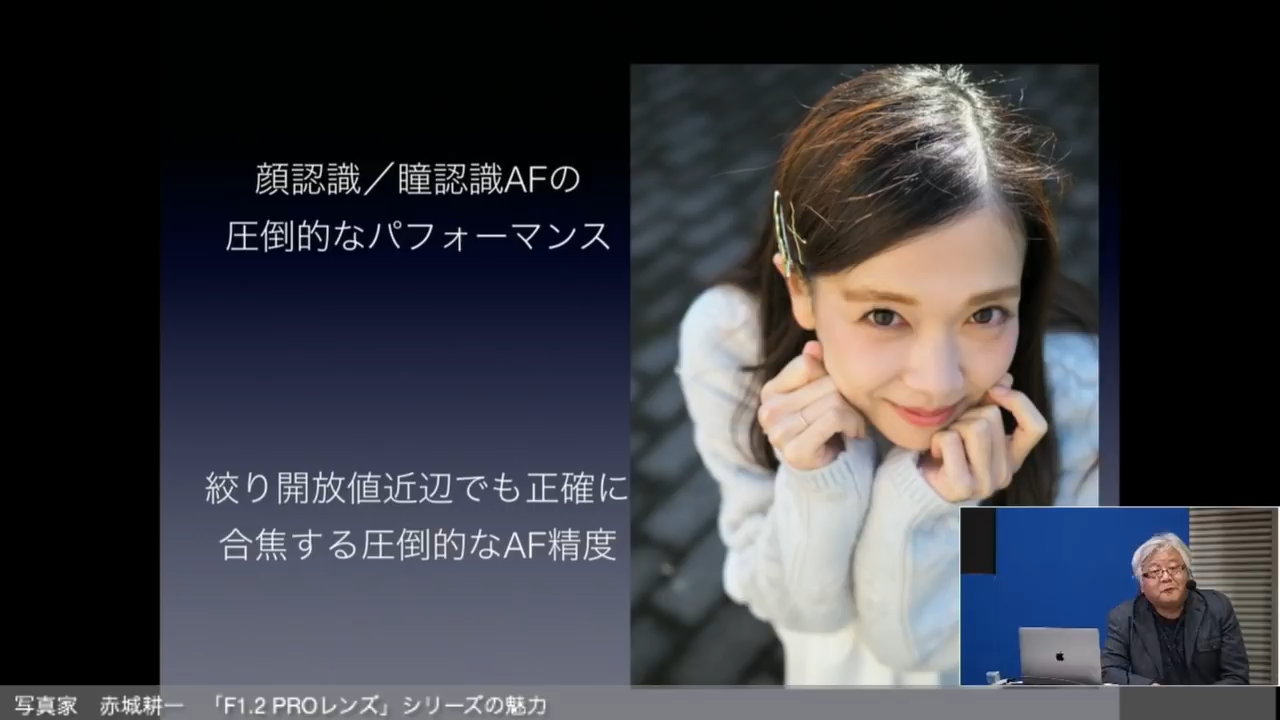 顔認識／瞳認識AFの
圧倒的なパフォーマンス
絞り開放値近辺でも正確に
合焦する圧倒的なAF精度
写真家　赤城耕一　「F1.2 PROレンズ」シリーズの魅力